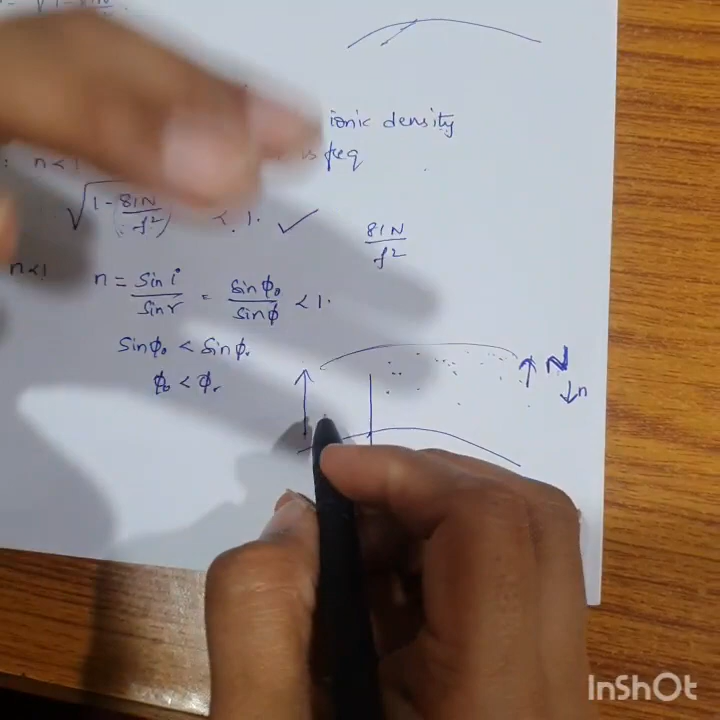 ionic density
: n < 1 is freq
√1 - 81N/f² < 1. ✓ 81N/f²
n<1 n = Sin i/Sin r = Sin ϕ₀/Sin ϕ < 1.
Sin ϕ₀ < Sin ϕ.
ϕ₀ < ϕr
↑ N
↓ n
InShOt